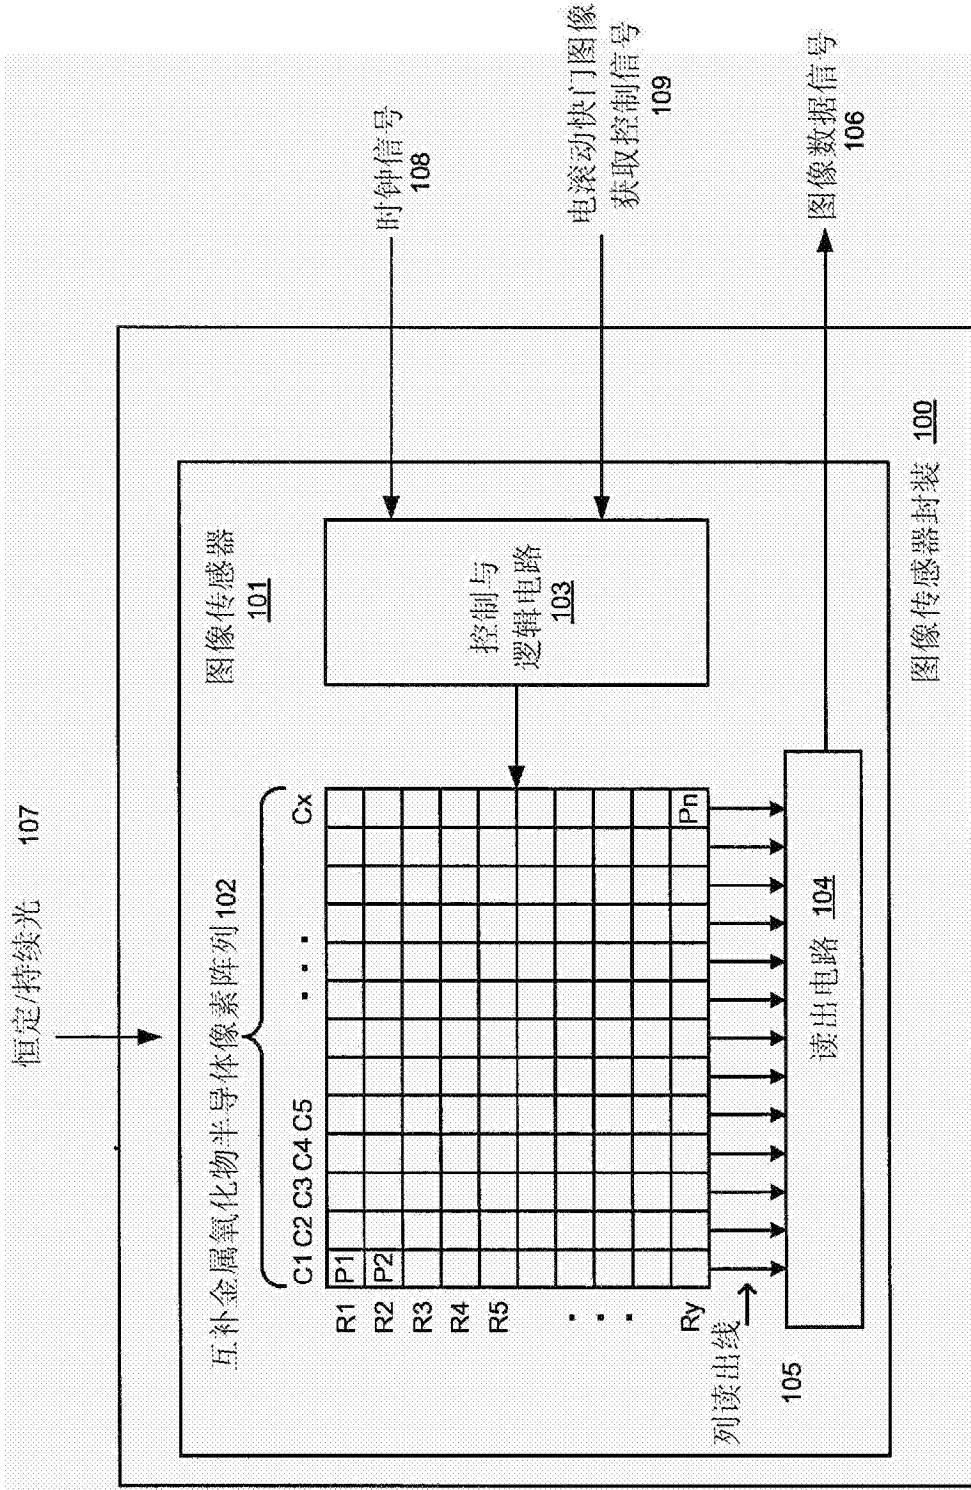 恒定/持续光
107
互补金属氧化物半导体像素阵列102
图像传感器
101
时钟信号
108
C1 C2 C3 C4 C5 . . . Cx
R1 P1
R2 P2
R3
R4
R5
. . .
Ry Pn
控制与
逻辑电路
103
电滚动快门图像
获取控制信号
109
列读出线
105
读出电路 104
图像数据信号
106
图像传感器封装 100